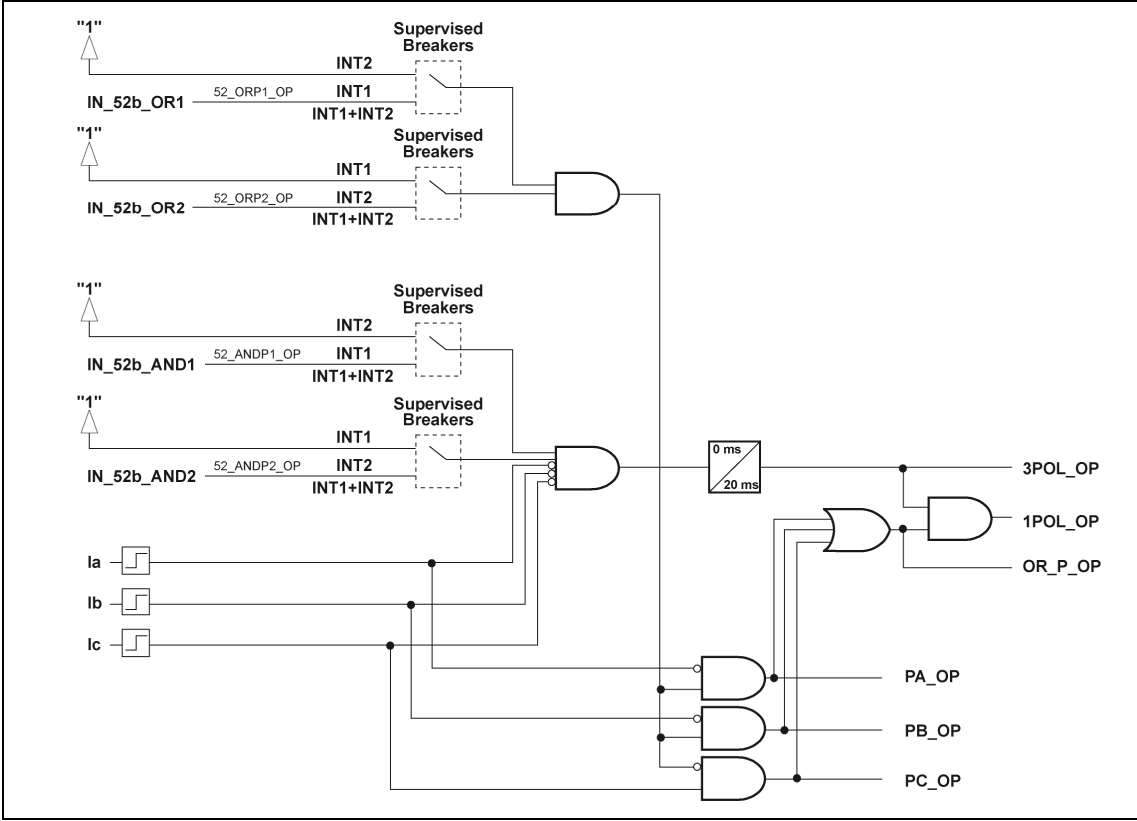 "1"
Supervised
Breakers
INT2
IN_52b_OR1
52_ORP1_OP
INT1
INT1+INT2
"1"
Supervised
Breakers
INT1
IN_52b_OR2
52_ORP2_OP
INT2
INT1+INT2
"1"
Supervised
Breakers
INT2
IN_52b_AND1
52_ANDP1_OP
INT1
INT1+INT2
"1"
Supervised
Breakers
INT1
IN_52b_AND2
52_ANDP2_OP
INT2
INT1+INT2
0 ms
20 ms
3POL_OP
1POL_OP
OR_P_OP
Ia
Ib
Ic
PA_OP
PB_OP
PC_OP